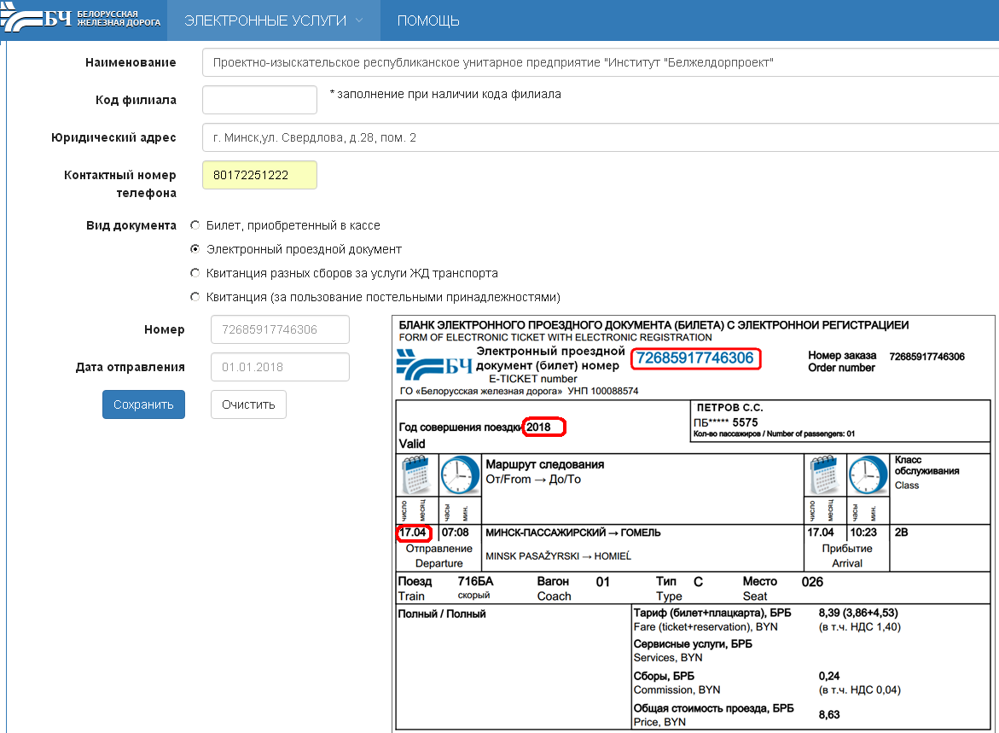 БЧ БЕЛОРУССКАЯ ЖЕЛЕЗНАЯ ДОРОГА
ЭЛЕКТРОННЫЕ УСЛУГИ ПОМОЩЬ
Наименование Проектно-изыскательское республиканское унитарное предприятие "Институт "Белжелдорпроект"
Код филиала * заполнение при наличии кода филиала
Юридический адрес г. Минск,ул. Свердлова, д.28, пом. 2
Контактный номер телефона 80172251222
Вид документа Билет, приобретенный в кассе
Электронный проездной документ
Квитанция разных сборов за услуги ЖД транспорта
Квитанция (за пользование постельными принадлежностями)
Номер 72685917746306
Дата отправления 01.01.2018
Сохранить Очистить
БЛАНК ЭЛЕКТРОННОГО ПРОЕЗДНОГО ДОКУМЕНТА (БИЛЕТА) С ЭЛЕКТРОННОЙ РЕГИСТРАЦИЕЙ
FORM OF ELECTRONIC TICKET WITH ELECTRONIC REGISTRATION
БЧ
Электронный проездной
документ (билет) номер 72685917746306
E-TICKET number
Номер заказа 72685917746306
Order number
ГО «Белорусская железная дорога» УНП 100088574
Год совершения поездки 2018
Valid
ПЕТРОВ С.С.
ПБ***** 5575
Кол-во пассажиров / Number of passengers: 01
Маршрут следования
От/From → До/To
Класс
обслуживания
Class
число месяц часы мин. число месяц часы мин.
17.04 07:08 МИНСК-ПАССАЖИРСКИЙ → ГОМЕЛЬ 17.04 10:23 2В
Отправление MINSK PASAŽYRSKI → HOMIEĹ Прибытие
Departure Arrival
Поезд 716БА Вагон 01 Тип С Место 026
Train скорый Coach Type Seat
Полный / Полный
Тариф (билет+плацкарта), БРБ 8,39 (3,86+4,53)
Fare (ticket+reservation), BYN (в т.ч. НДС 1,40)
Сервисные услуги, БРБ
Services, BYN
Сборы, БРБ 0,24
Commission, BYN (в т.ч. НДС 0,04)
Общая стоимость проезда, БРБ 8,63
Price, BYN